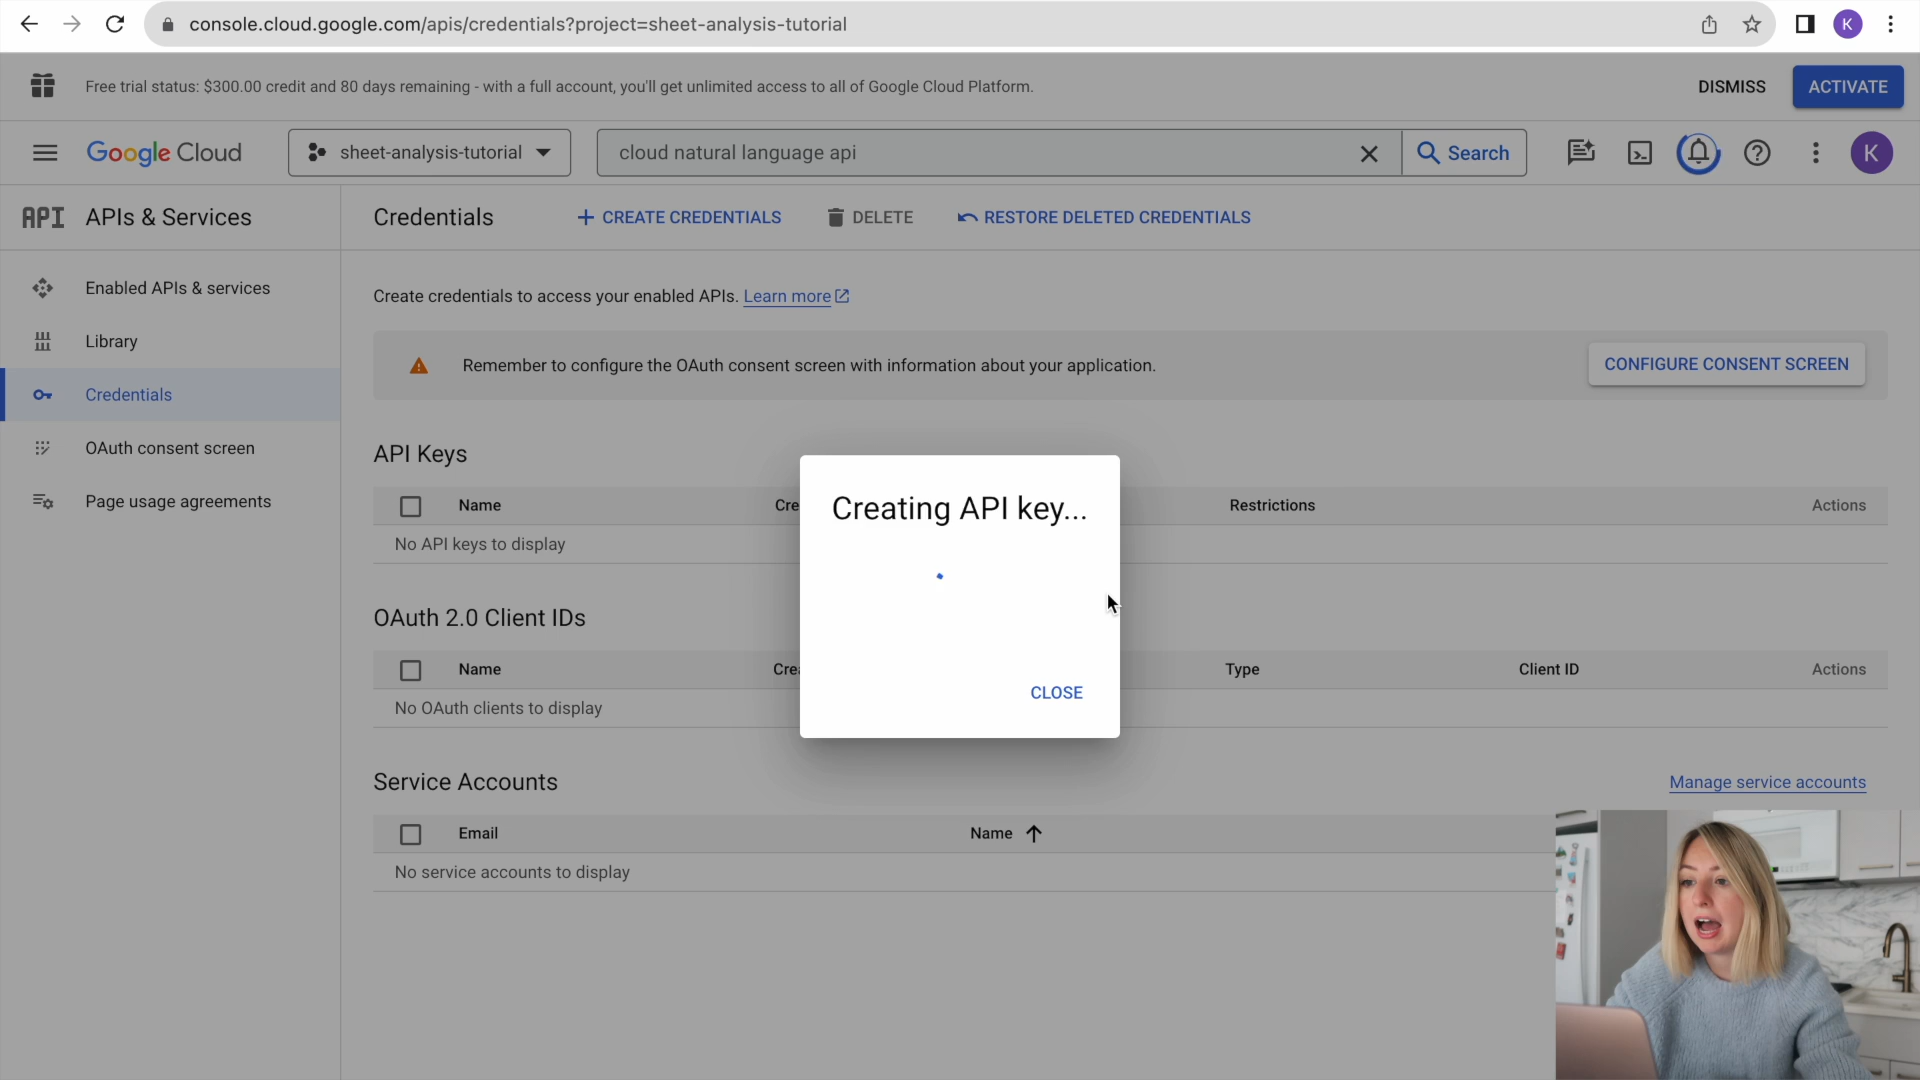 console.cloud.google.com/apis/credentials?project=sheet-analysis-tutorial
K
Free trial status: $300.00 credit and 80 days remaining - with a full account, you'll get unlimited access to all of Google Cloud Platform.
DISMISS
ACTIVATE
Google Cloud
sheet-analysis-tutorial
cloud natural language api
Search
K
API APIs & Services
Credentials
CREATE CREDENTIALS
DELETE
RESTORE DELETED CREDENTIALS
Enabled APIs & services
Library
Credentials
OAuth consent screen
Page usage agreements
Create credentials to access your enabled APIs. Learn more
Remember to configure the OAuth consent screen with information about your application.
CONFIGURE CONSENT SCREEN
API Keys
Name Cre Restrictions Actions
No API keys to display
Creating API key...
CLOSE
OAuth 2.0 Client IDs
Name Crea Type Client ID Actions
No OAuth clients to display
Service Accounts
Manage service accounts
Email Name
No service accounts to display